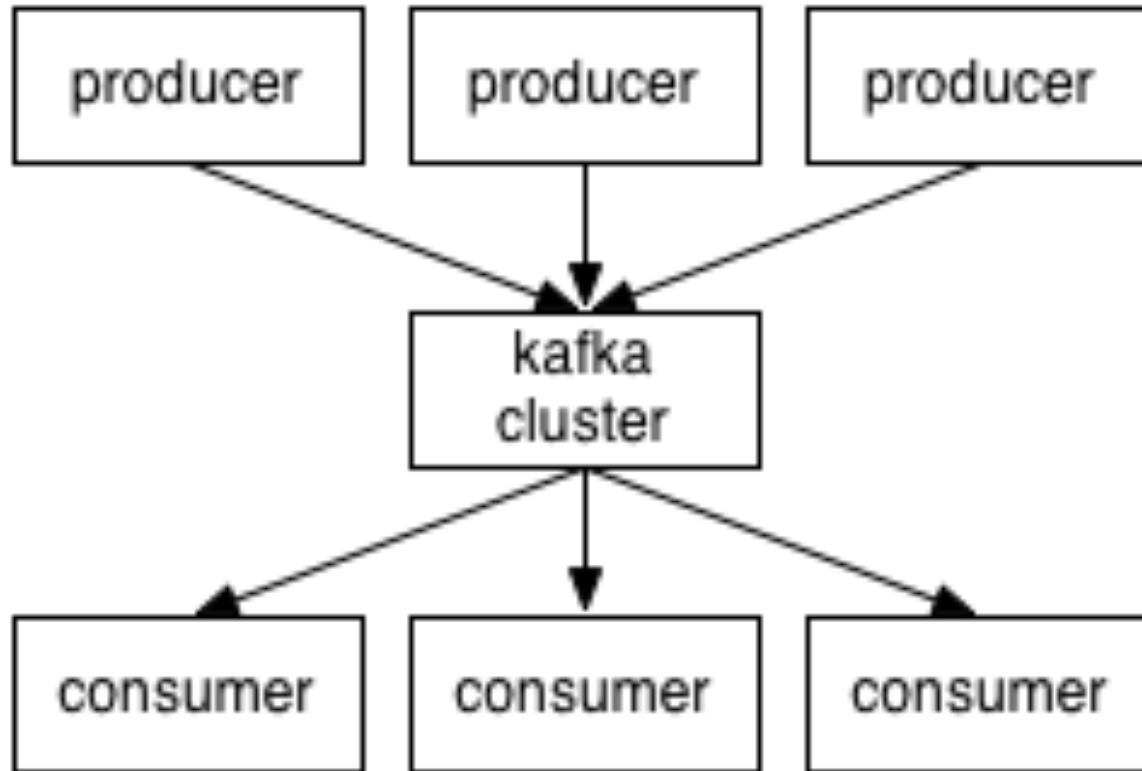 producer
producer
producer
kafka
cluster
consumer
consumer
consumer